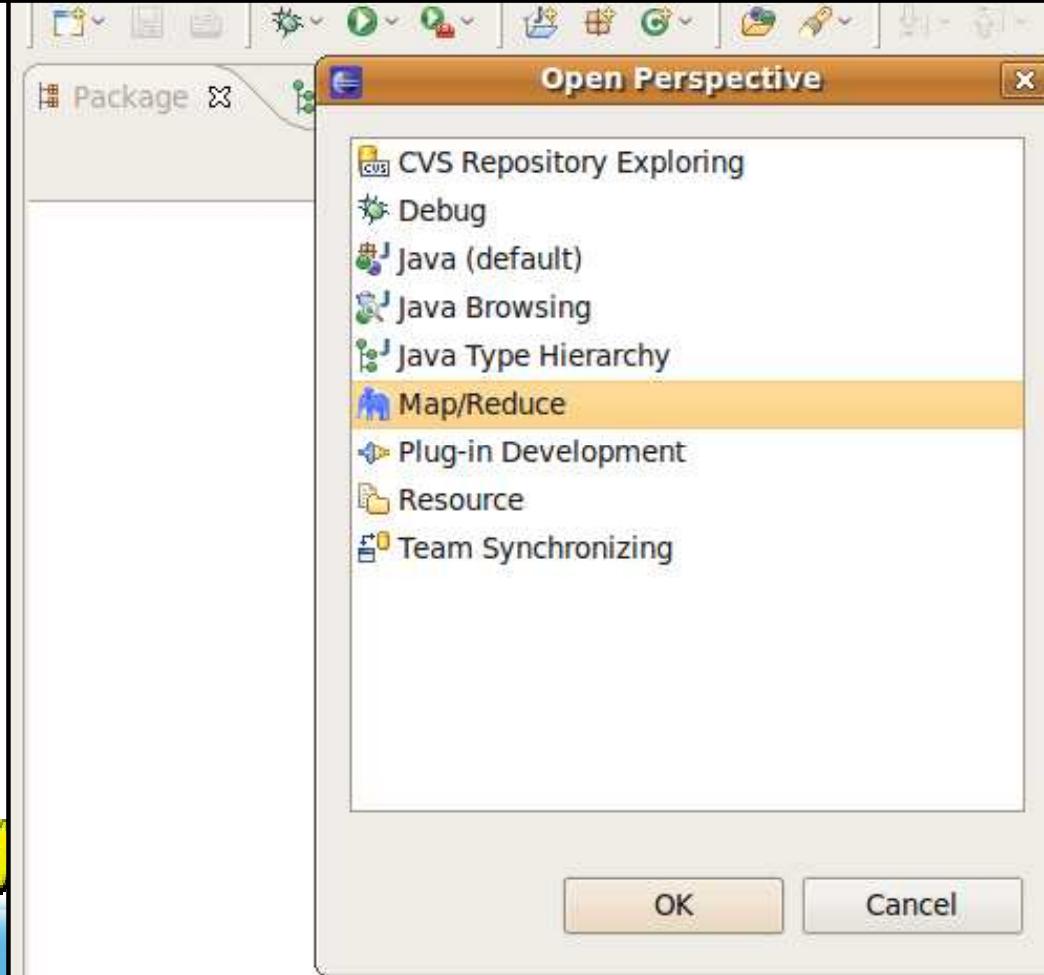 Package
Open Perspective
CVS Repository Exploring
Debug
Java (default)
Java Browsing
Java Type Hierarchy
Map/Reduce
Plug-in Development
Resource
Team Synchronizing
OK
Cancel